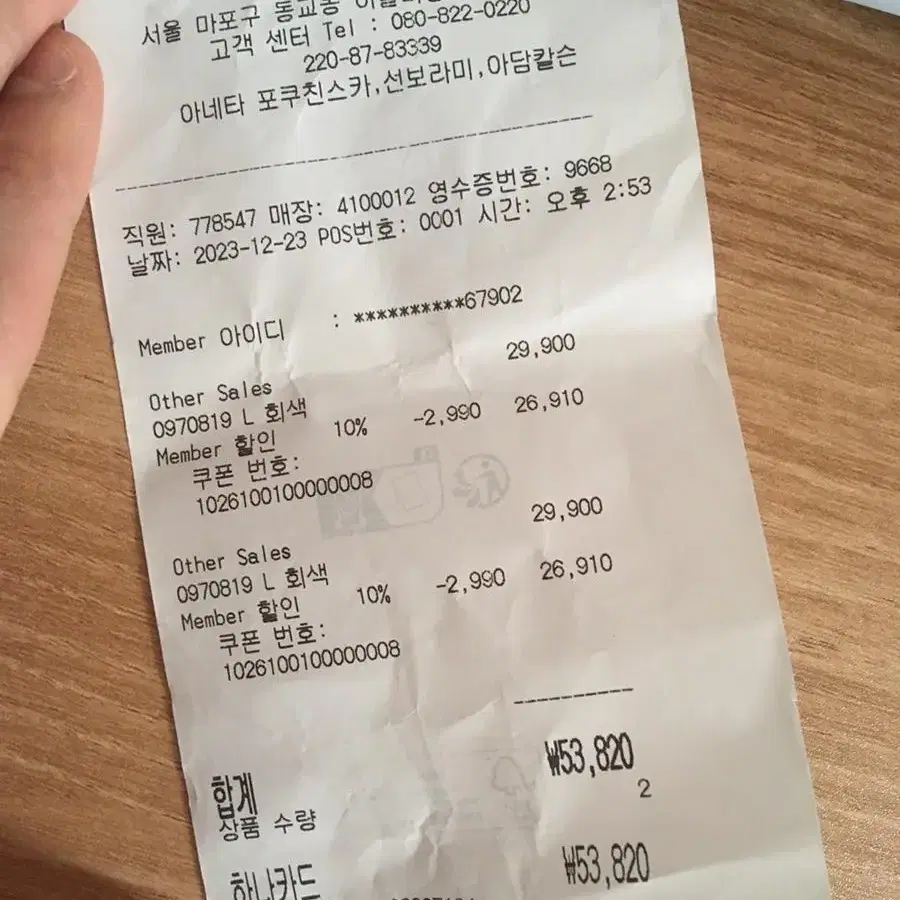 서울 마포구 동교동
고객 센터 Tel : 080-822-0220
220-87-83339
아네타 포쿠친스카,선보라미,아담칼슨
직원: 778547 매장: 4100012 영수증번호: 9668
날짜: 2023-12-23 POS번호: 0001 시간: 오후 2:53
Member 아이디 : **********67902
29,900
Other Sales
0970819 L 회색
Member 할인 10% -2,990 26,910
쿠폰 번호:
1026100100000008
29,900
Other Sales
0970819 L 회색
Member 할인 10% -2,990 26,910
쿠폰 번호:
1026100100000008
합계 ₩53,820
상품 수량 2
하나카드 ₩53,820